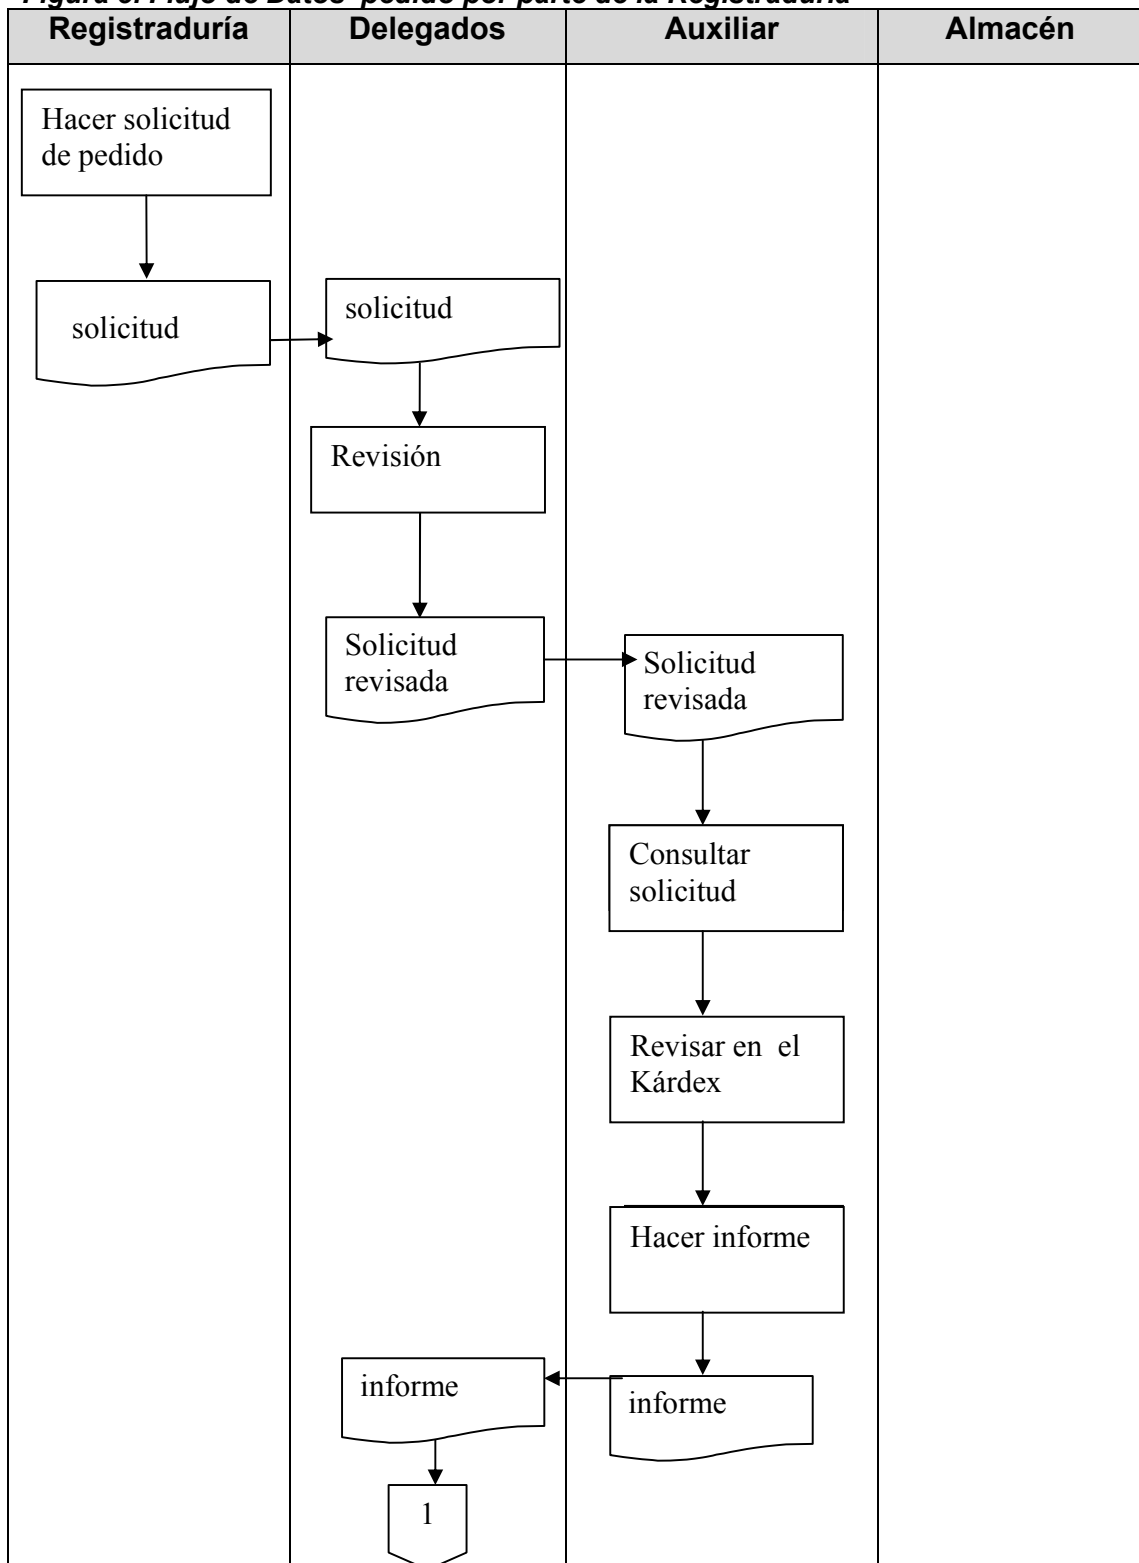 Figura 6. Flujo de Datos pedido por parte de la Registraduría
Registraduría Delegados Auxiliar Almacén
Hacer solicitud
de pedido
solicitud
solicitud
Revisión
Solicitud
revisada
Solicitud
revisada
Consultar
solicitud
Revisar en el
Kárdex
Hacer informe
informe
informe
1